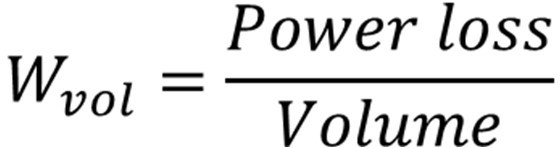 W_vol = Power loss / Volume